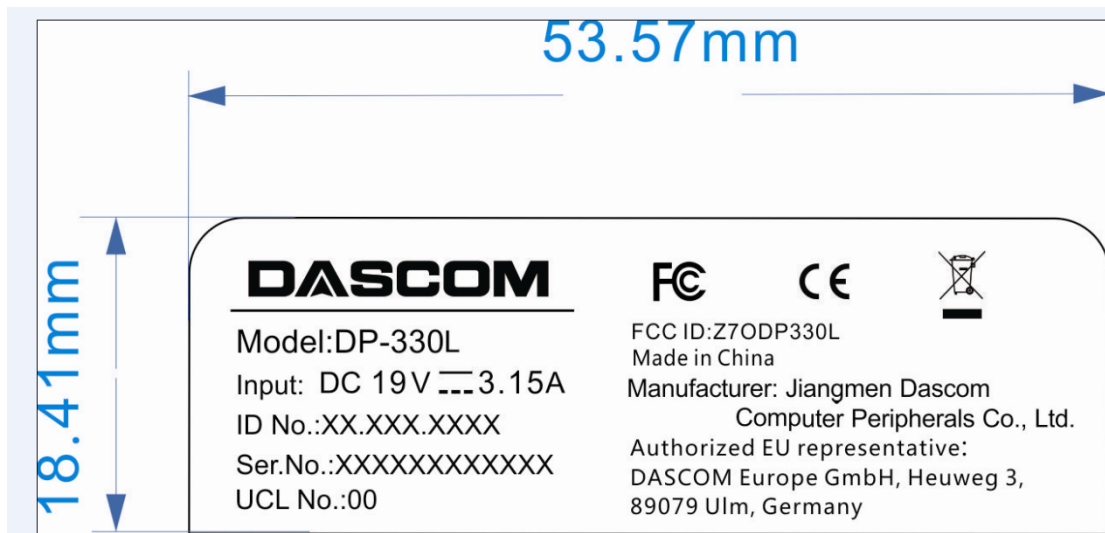 53.57mm
18.41mm
DASCOM
Model:DP-330L
Input: DC 19V ⎓ 3.15A
ID No.:XX.XXX.XXXX
Ser.No.:XXXXXXXXXXXX
UCL No.:00
FC CE
FCC ID:Z7ODP330L
Made in China
Manufacturer: Jiangmen Dascom
Computer Peripherals Co., Ltd.
Authorized EU representative:
DASCOM Europe GmbH, Heuweg 3,
89079 Ulm, Germany